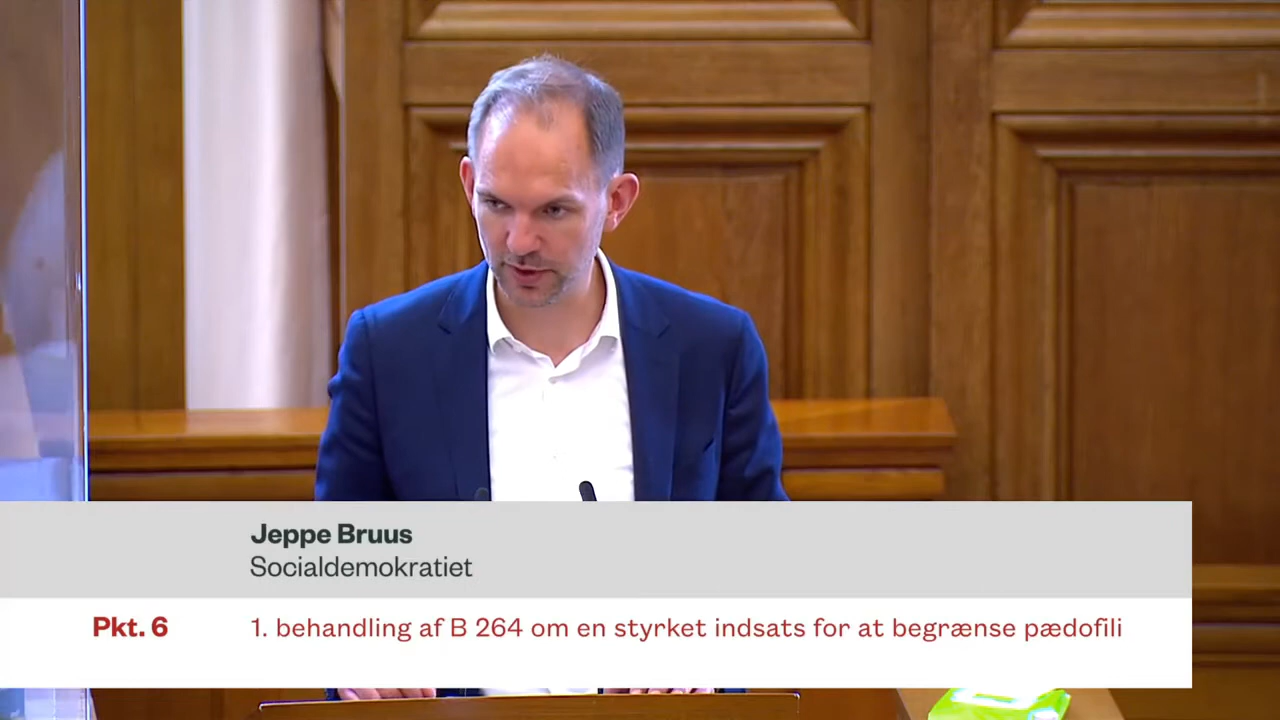 Jeppe Bruus
Socialdemokratiet
Pkt. 6 1. behandling af B 264 om en styrket indsats for at begrænse pædofili